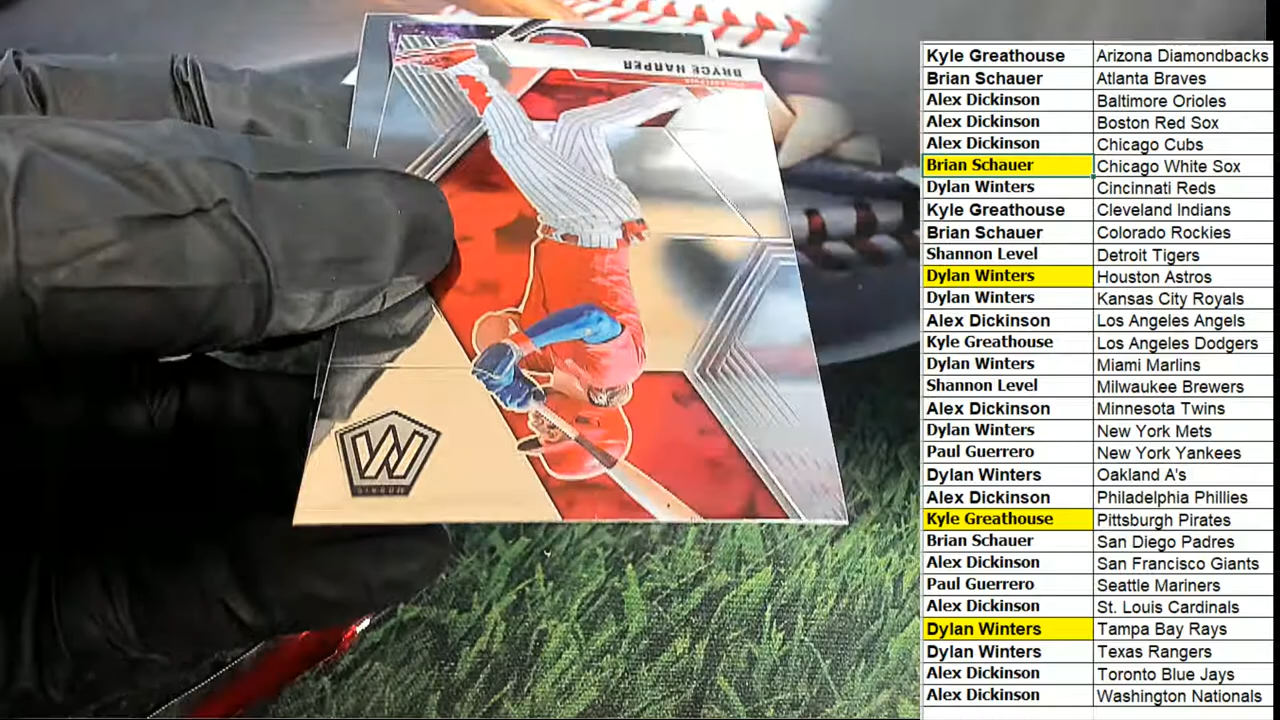 BRYCE HARPER
PHILADELPHIA
MOSAIC
Kyle Greathouse Arizona Diamondbacks
Brian Schauer Atlanta Braves
Alex Dickinson Baltimore Orioles
Alex Dickinson Boston Red Sox
Alex Dickinson Chicago Cubs
Brian Schauer Chicago White Sox
Dylan Winters Cincinnati Reds
Kyle Greathouse Cleveland Indians
Brian Schauer Colorado Rockies
Shannon Level Detroit Tigers
Dylan Winters Houston Astros
Dylan Winters Kansas City Royals
Alex Dickinson Los Angeles Angels
Kyle Greathouse Los Angeles Dodgers
Dylan Winters Miami Marlins
Shannon Level Milwaukee Brewers
Alex Dickinson Minnesota Twins
Dylan Winters New York Mets
Paul Guerrero New York Yankees
Dylan Winters Oakland A's
Alex Dickinson Philadelphia Phillies
Kyle Greathouse Pittsburgh Pirates
Brian Schauer San Diego Padres
Alex Dickinson San Francisco Giants
Paul Guerrero Seattle Mariners
Alex Dickinson St. Louis Cardinals
Dylan Winters Tampa Bay Rays
Dylan Winters Texas Rangers
Alex Dickinson Toronto Blue Jays
Alex Dickinson Washington Nationals